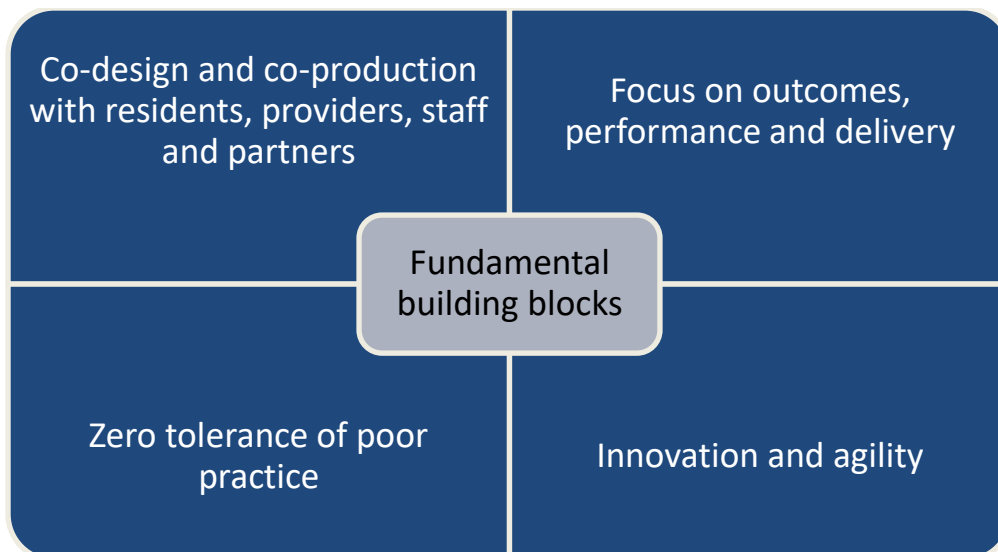 Co-design and co-production
with residents, providers, staff
and partners
Focus on outcomes,
performance and delivery
Fundamental
building blocks
Zero tolerance of poor
practice
Innovation and agility